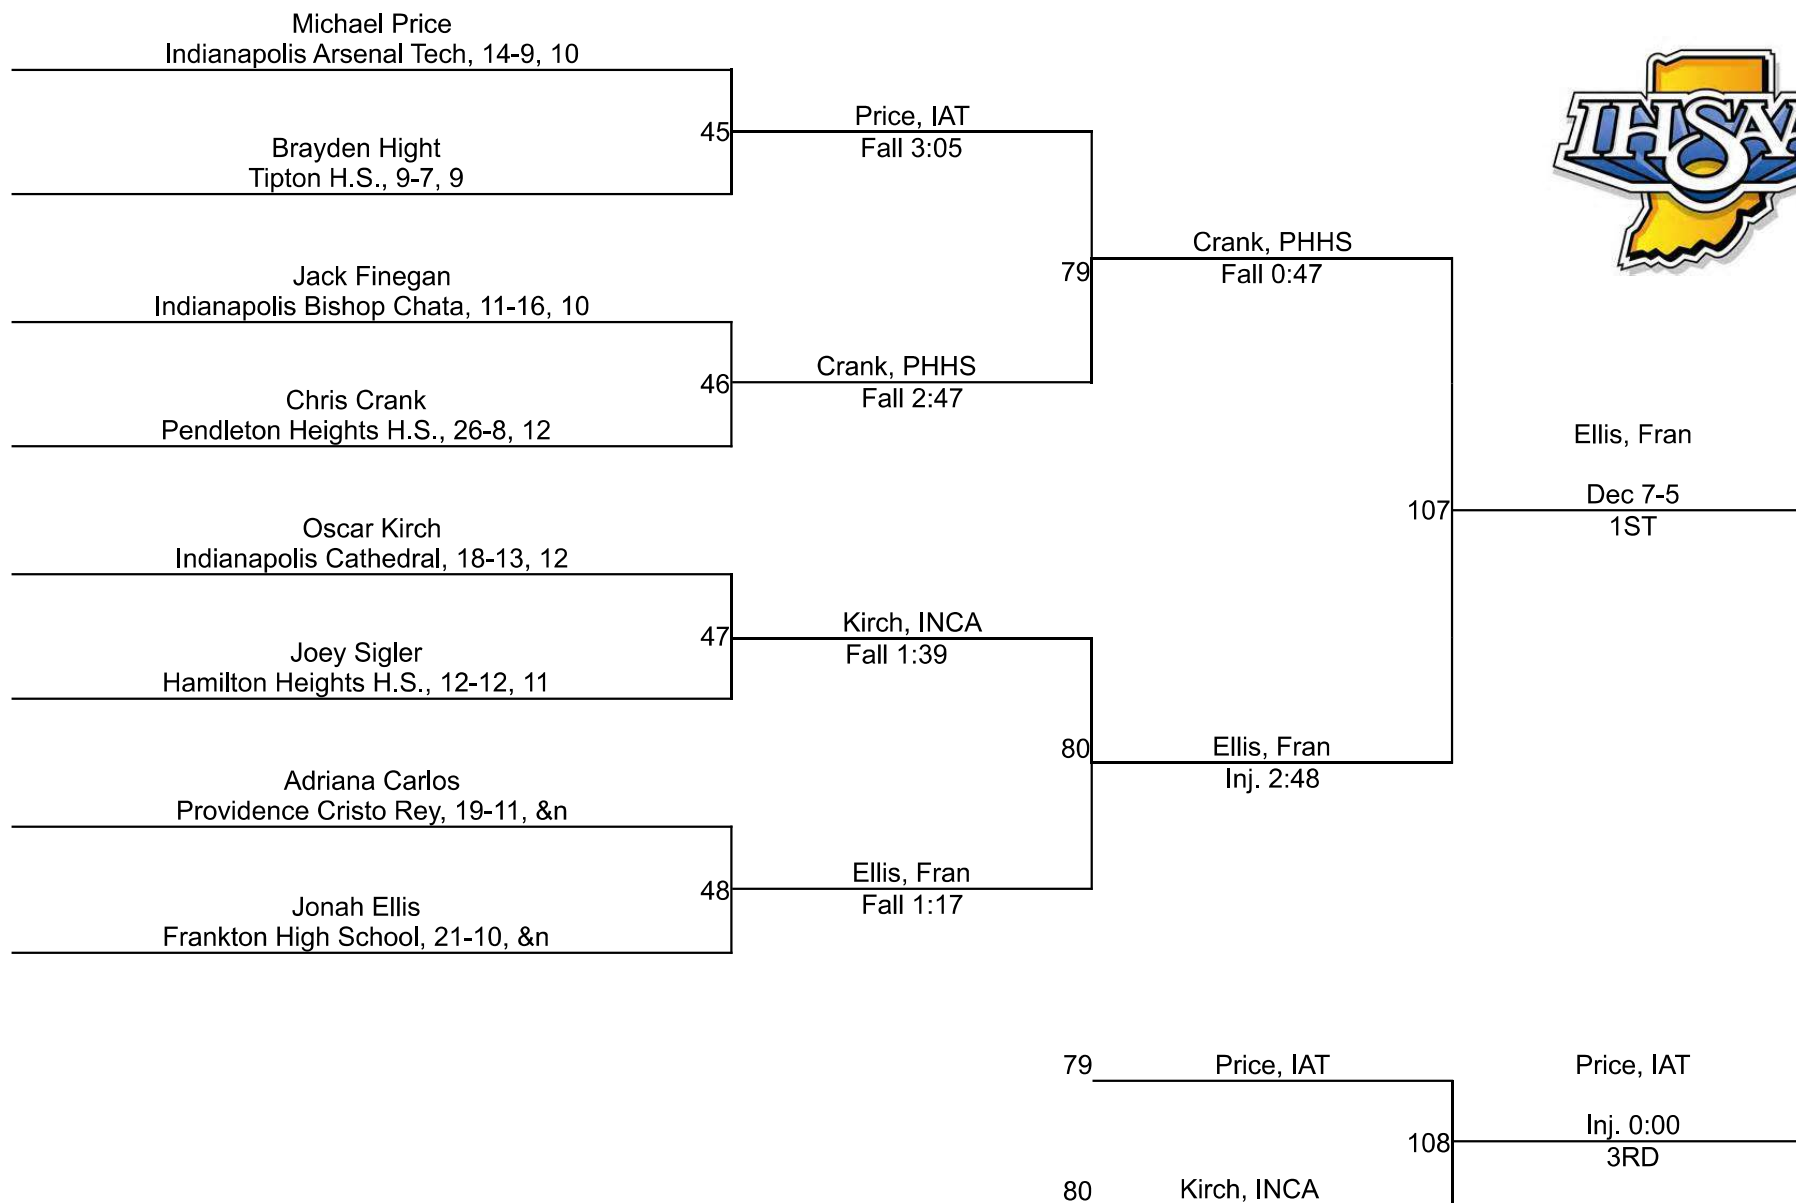 Michael Price
Indianapolis Arsenal Tech, 14-9, 10
45
Brayden Hight
Tipton H.S., 9-7, 9
Price, IAT
Fall 3:05
Jack Finegan
Indianapolis Bishop Chata, 11-16, 10
46
Chris Crank
Pendleton Heights H.S., 26-8, 12
Crank, PHHS
Fall 2:47
79
Crank, PHHS
Fall 0:47
Oscar Kirch
Indianapolis Cathedral, 18-13, 12
47
Joey Sigler
Hamilton Heights H.S., 12-12, 11
Kirch, INCA
Fall 1:39
Adriana Carlos
Providence Cristo Rey, 19-11, &n
48
Jonah Ellis
Frankton High School, 21-10, &n
Ellis, Fran
Fall 1:17
80
Ellis, Fran
Inj. 2:48
107
Ellis, Fran
Dec 7-5
1ST
IHSAA
79
Price, IAT
80
Kirch, INCA
108
Price, IAT
Inj. 0:00
3RD